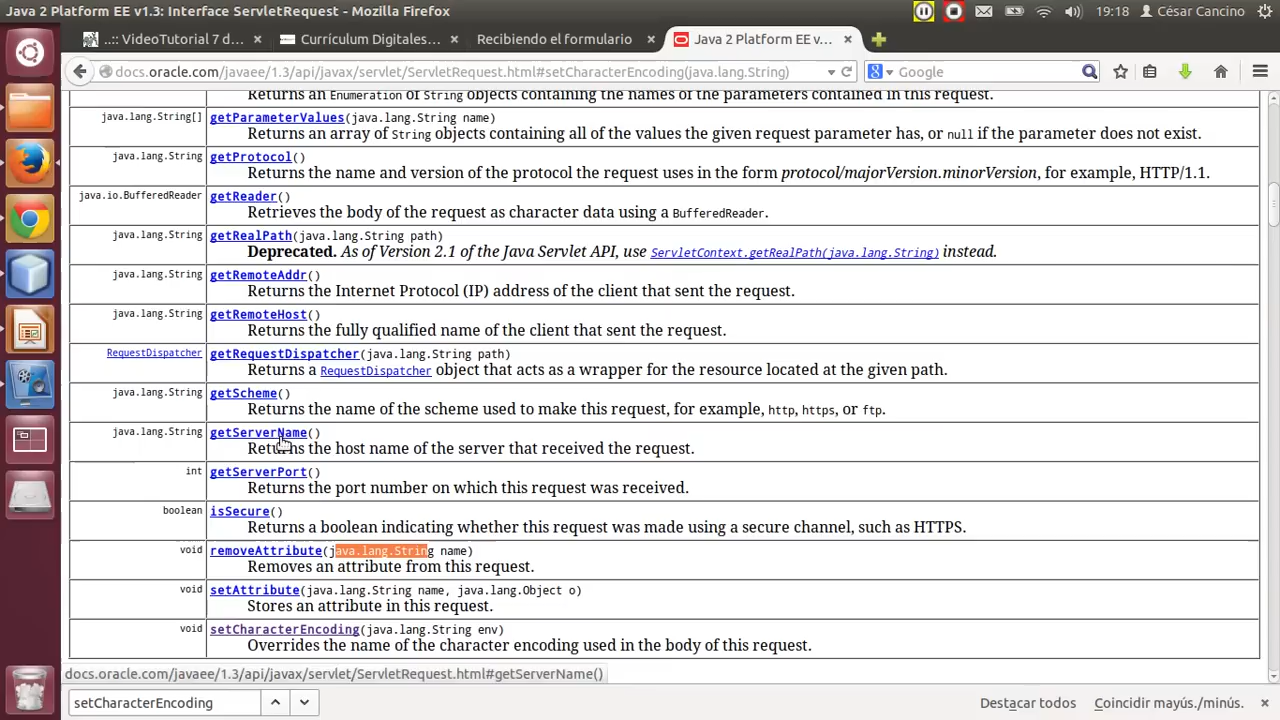 Java 2 Platform EE v1.3: Interface ServletRequest - Mozilla Firefox
19:18
César Cancino
..:: VideoTutorial 7 d...
Currículum Digitales...
Recibiendo el formulario
Java 2 Platform EE v...
docs.oracle.com/javaee/1.3/api/javax/servlet/ServletRequest.html#setCharacterEncoding(java.lang.String)
Google
Returns an Enumeration of String objects containing the names of the parameters contained in this request.
java.lang.String[] getParameterValues(java.lang.String name)
Returns an array of String objects containing all of the values the given request parameter has, or null if the parameter does not exist.
java.lang.String getProtocol()
Returns the name and version of the protocol the request uses in the form protocol/majorVersion.minorVersion, for example, HTTP/1.1.
java.io.BufferedReader getReader()
Retrieves the body of the request as character data using a BufferedReader.
java.lang.String getRealPath(java.lang.String path)
Deprecated. As of Version 2.1 of the Java Servlet API, use ServletContext.getRealPath(java.lang.String) instead.
java.lang.String getRemoteAddr()
Returns the Internet Protocol (IP) address of the client that sent the request.
java.lang.String getRemoteHost()
Returns the fully qualified name of the client that sent the request.
RequestDispatcher getRequestDispatcher(java.lang.String path)
Returns a RequestDispatcher object that acts as a wrapper for the resource located at the given path.
java.lang.String getScheme()
Returns the name of the scheme used to make this request, for example, http, https, or ftp.
java.lang.String getServerName()
Returns the host name of the server that received the request.
int getServerPort()
Returns the port number on which this request was received.
boolean isSecure()
Returns a boolean indicating whether this request was made using a secure channel, such as HTTPS.
void removeAttribute(java.lang.String name)
Removes an attribute from this request.
void setAttribute(java.lang.String name, java.lang.Object o)
Stores an attribute in this request.
void setCharacterEncoding(java.lang.String env)
Overrides the name of the character encoding used in the body of this request.
docs.oracle.com/javaee/1.3/api/javax/servlet/ServletRequest.html#getServerName()
setCharacterEncoding
Destacar todos
Coincidir mayús./minús.